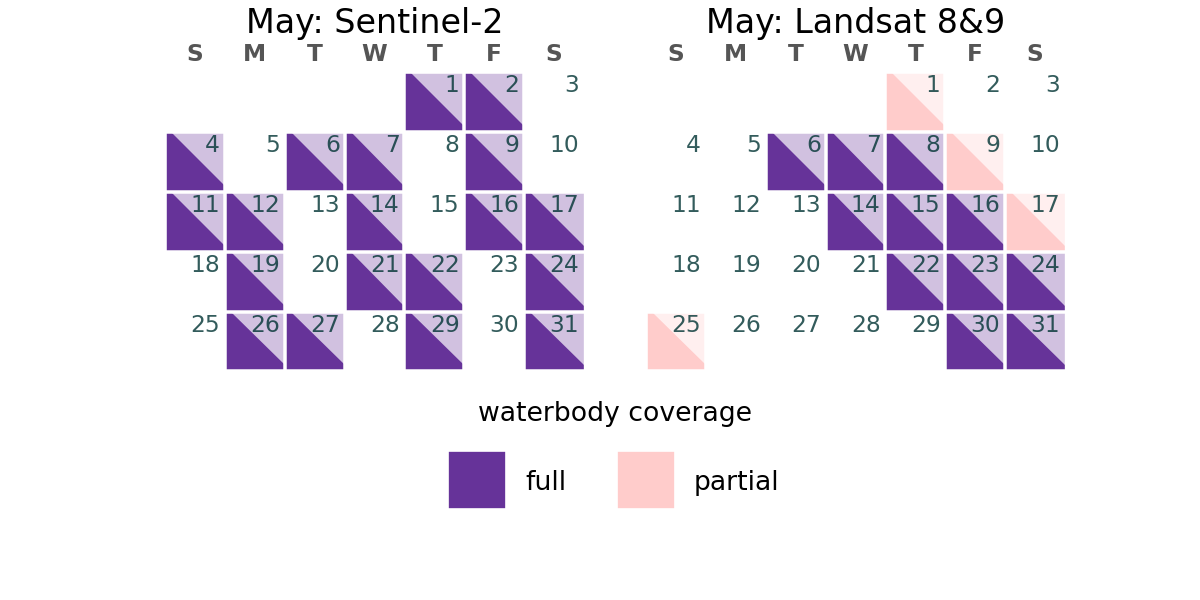 May: Sentinel-2
S M T W T F S
1 2 3
4 5 6 7 8 9 10
11 12 13 14 15 16 17
18 19 20 21 22 23 24
25 26 27 28 29 30 31
May: Landsat 8&9
S M T W T F S
1 2 3
4 5 6 7 8 9 10
11 12 13 14 15 16 17
18 19 20 21 22 23 24
25 26 27 28 29 30 31
waterbody coverage
full
partial